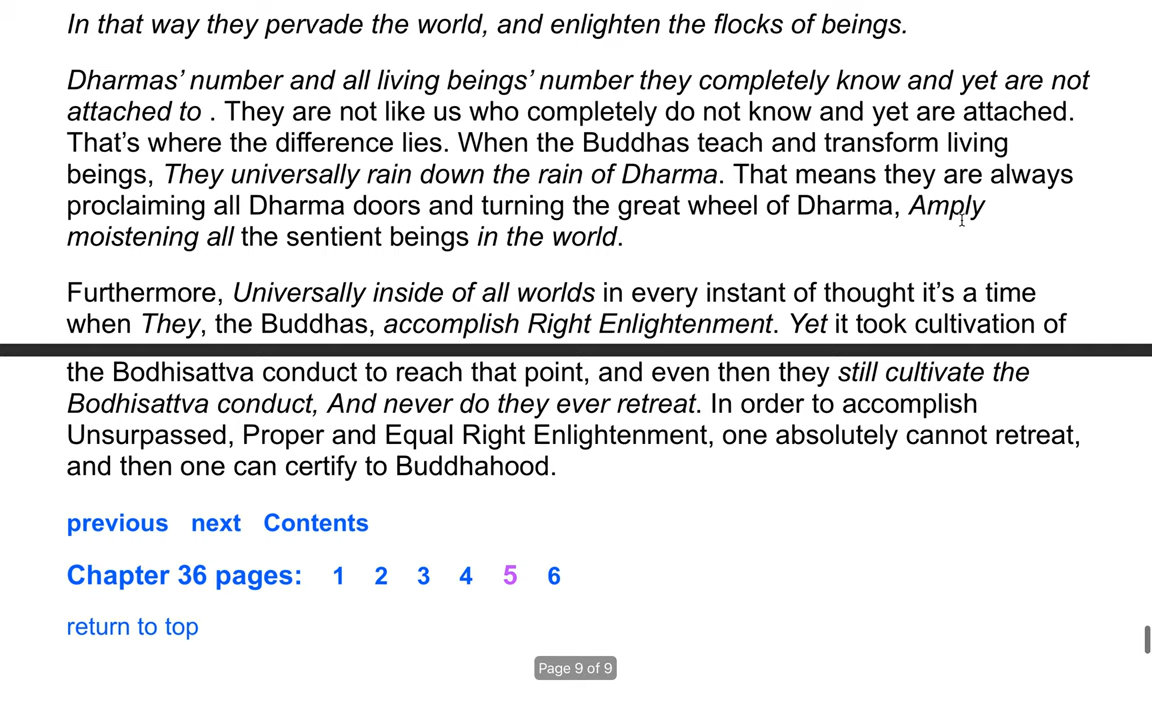 In that way they pervade the world, and enlighten the flocks of beings.
Dharmas’ number and all living beings’ number they completely know and yet are not
attached to . They are not like us who completely do not know and yet are attached.
That’s where the difference lies. When the Buddhas teach and transform living
beings, They universally rain down the rain of Dharma. That means they are always
proclaiming all Dharma doors and turning the great wheel of Dharma, Amply
moistening all the sentient beings in the world.
Furthermore, Universally inside of all worlds in every instant of thought it’s a time
when They, the Buddhas, accomplish Right Enlightenment. Yet it took cultivation of
the Bodhisattva conduct to reach that point, and even then they still cultivate the
Bodhisattva conduct, And never do they ever retreat. In order to accomplish
Unsurpassed, Proper and Equal Right Enlightenment, one absolutely cannot retreat,
and then one can certify to Buddhahood.
previous next Contents
Chapter 36 pages: 1 2 3 4 5 6
return to top
Page 9 of 9